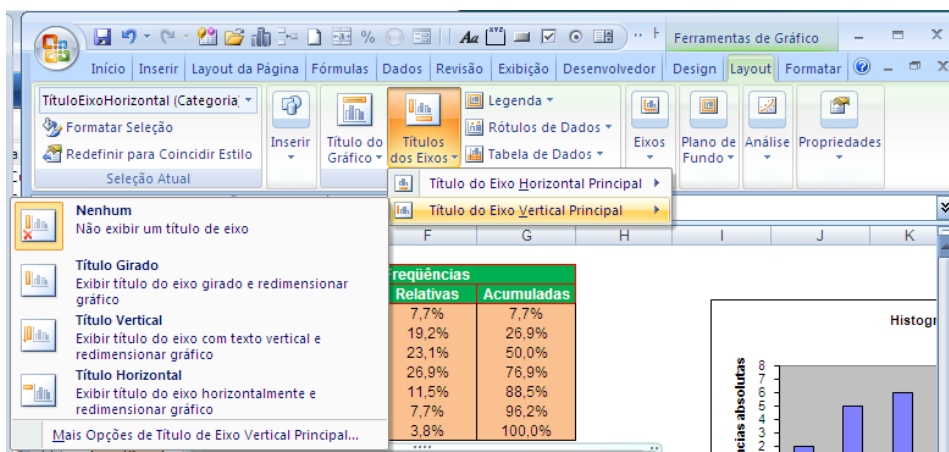 Aa XYZ Ferramentas de Gráfico
Início Inserir Layout da Página Fórmulas Dados Revisão Exibição Desenvolvedor Design Layout Formatar
TítuloEixoHorizontal (Categoria)
Formatar Seleção
Redefinir para Coincidir Estilo
Seleção Atual
Inserir
Título do Gráfico
Títulos dos Eixos
Legenda
Rótulos de Dados
Tabela de Dados
Eixos
Plano de Fundo
Análise
Propriedades
Título do Eixo Horizontal Principal
Título do Eixo Vertical Principal
Nenhum
Não exibir um título de eixo
Título Girado
Exibir título do eixo girado e redimensionar
gráfico
Título Vertical
Exibir título do eixo com texto vertical e
redimensionar gráfico
Título Horizontal
Exibir título do eixo horizontalmente e
redimensionar gráfico
Mais Opções de Título de Eixo Vertical Principal...
F G H I J K
reqüências
Relativas Acumuladas
7,7% 7,7%
19,2% 26,9%
23,1% 50,0%
26,9% 76,9%
11,5% 88,5%
7,7% 96,2%
3,8% 100,0%
Histogr
ncias absolutas
8
7
6
5
4
3
2